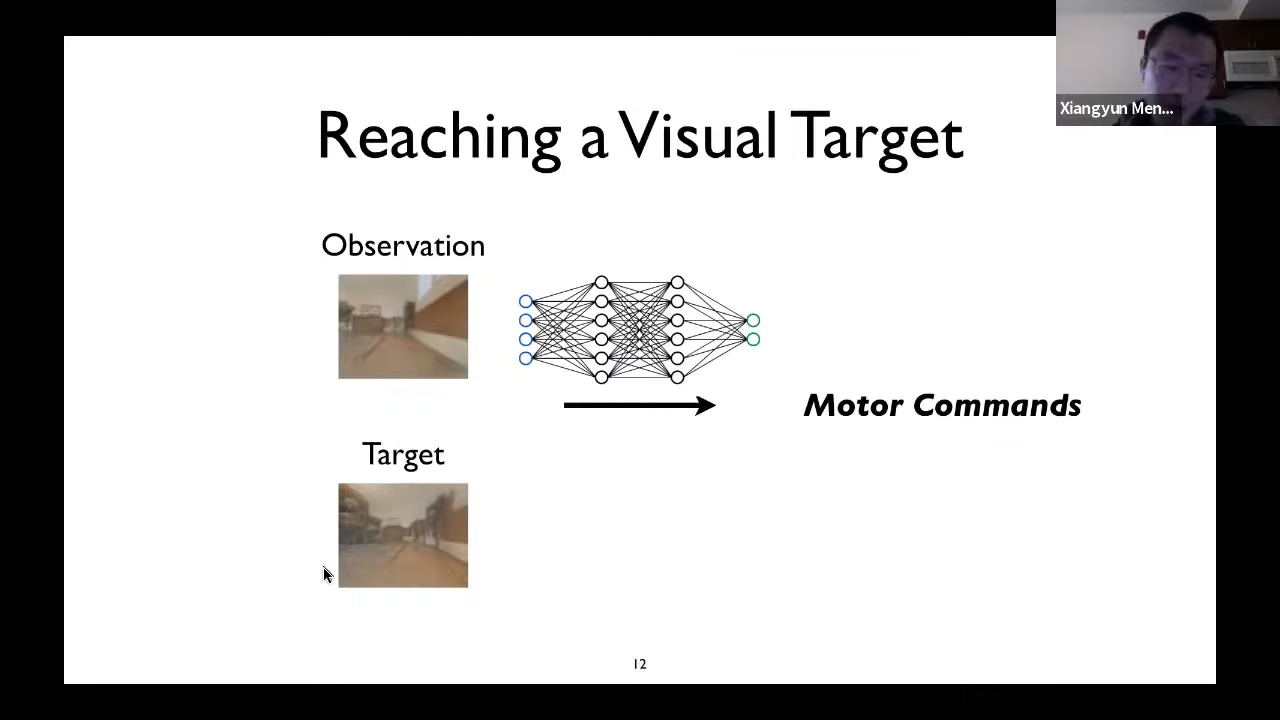 Reaching a Visual Target
Xiangyun Men...
Observation
Motor Commands
Target
12